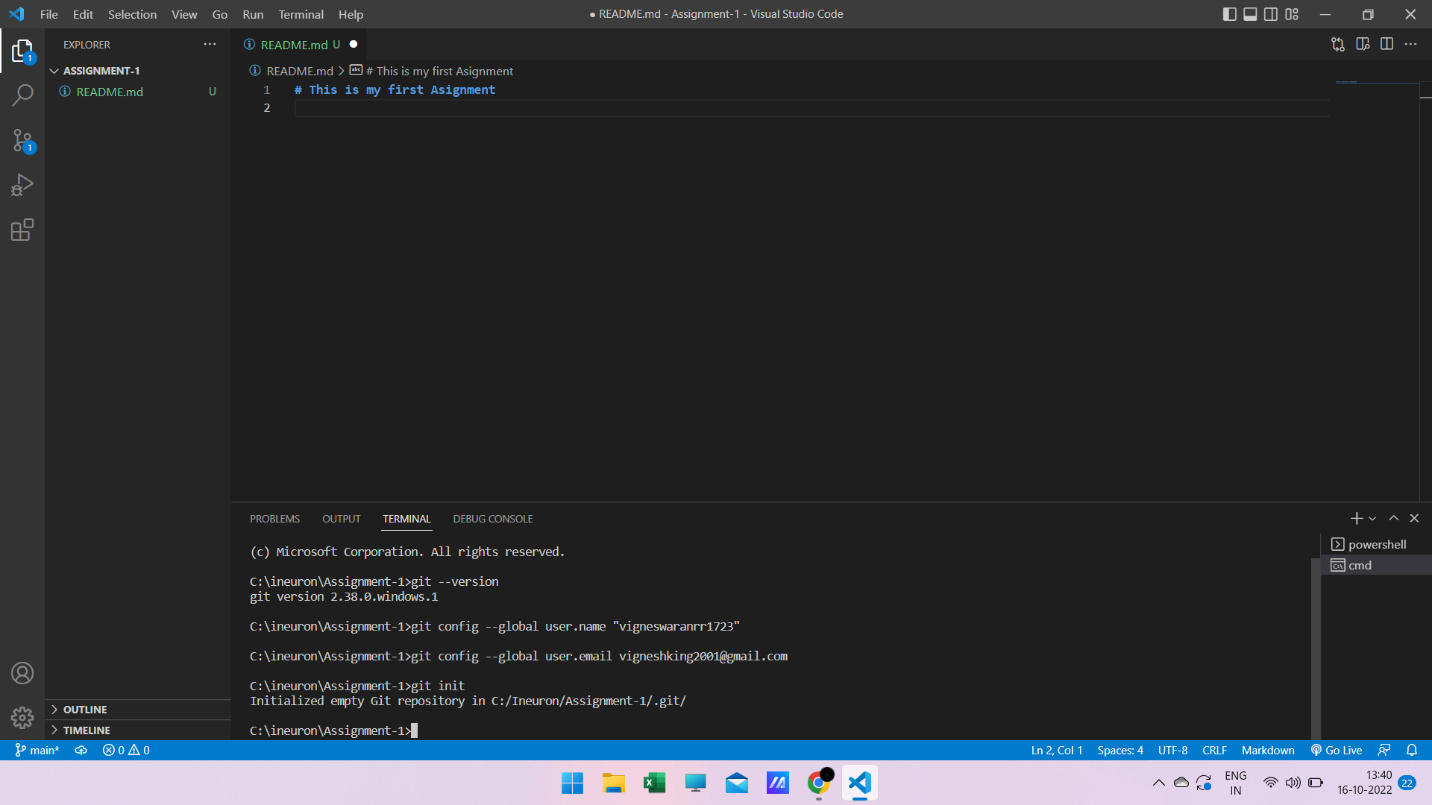 File Edit Selection View Go Run Terminal Help
● README.md - Assignment-1 - Visual Studio Code
EXPLORER
README.md U
1
ASSIGNMENT-1
README.md > # This is my first Asignment
README.md U
1 # This is my first Asignment
2
1
PROBLEMS OUTPUT TERMINAL DEBUG CONSOLE
(c) Microsoft Corporation. All rights reserved.
powershell
cmd
C:\ineuron\Assignment-1>git --version
git version 2.38.0.windows.1
C:\ineuron\Assignment-1>git config --global user.name "vigneswaranrr1723"
C:\ineuron\Assignment-1>git config --global user.email vigneshking2001@gmail.com
C:\ineuron\Assignment-1>git init
Initialized empty Git repository in C:/Ineuron/Assignment-1/.git/
C:\ineuron\Assignment-1>
OUTLINE
TIMELINE
main* 0 0 Ln 2, Col 1 Spaces: 4 UTF-8 CRLF Markdown Go Live
ENG
IN
13:40
16-10-2022
22